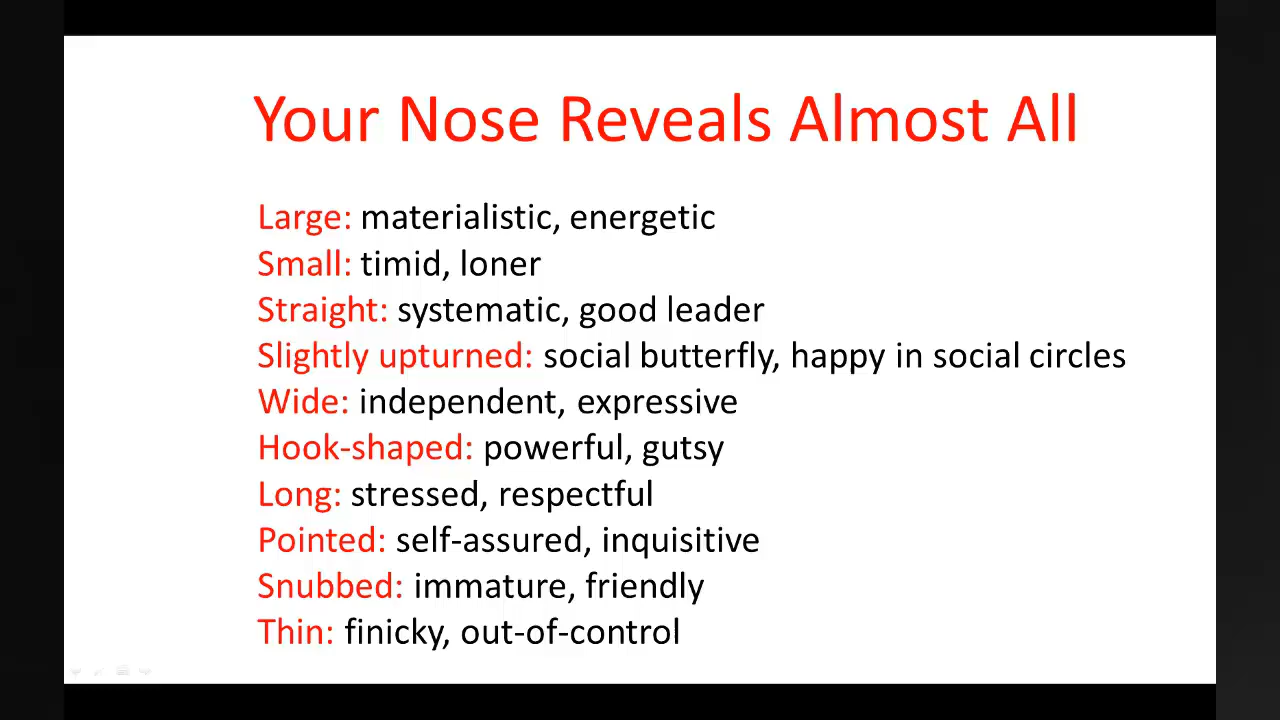 Your Nose Reveals Almost All
Large: materialistic, energetic
Small: timid, loner
Straight: systematic, good leader
Slightly upturned: social butterfly, happy in social circles
Wide: independent, expressive
Hook-shaped: powerful, gutsy
Long: stressed, respectful
Pointed: self-assured, inquisitive
Snubbed: immature, friendly
Thin: finicky, out-of-control